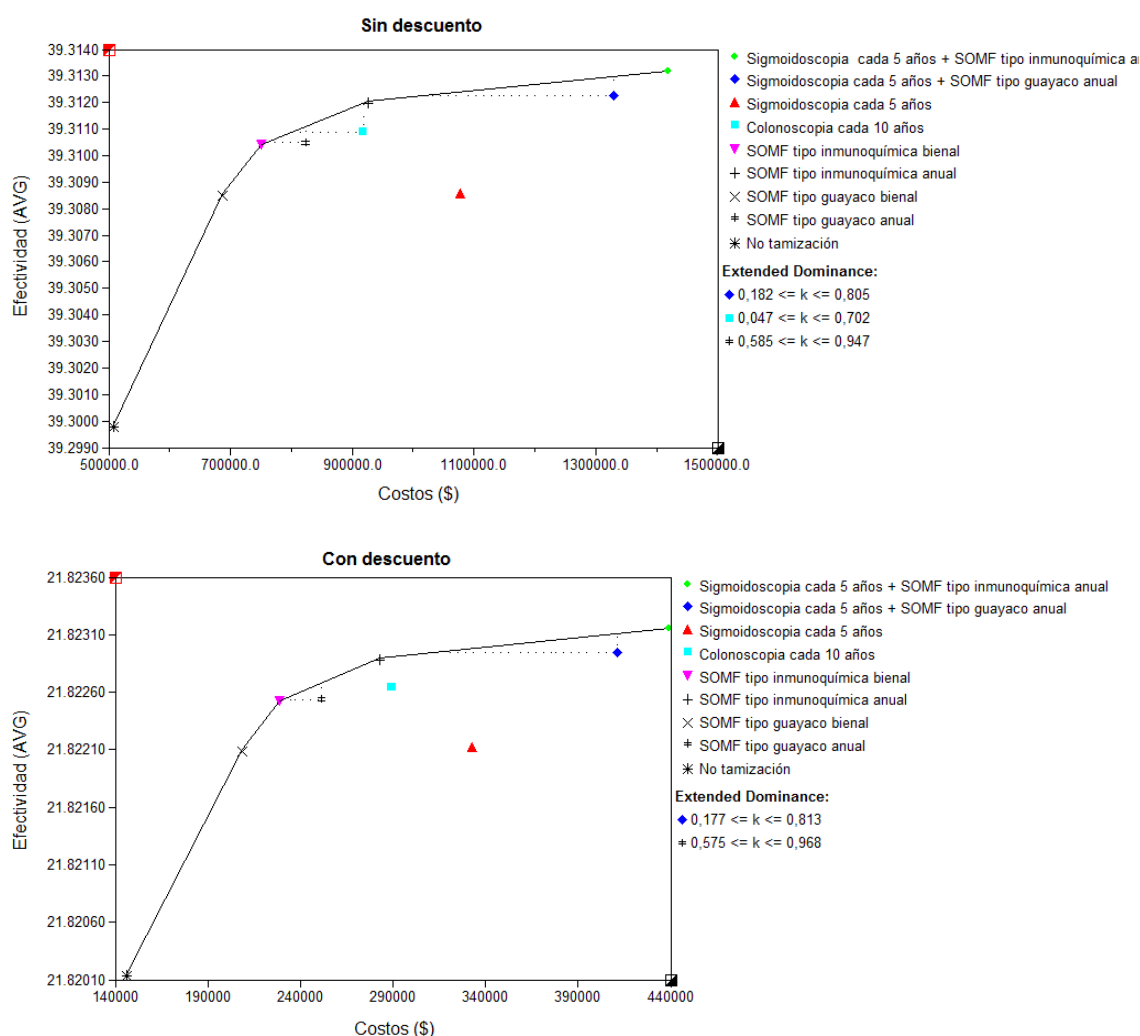 Sin descuento
Efectividad (AVG)
39.3140
39.3130
39.3120
39.3110
39.3100
39.3090
39.3080
39.3070
39.3060
39.3050
39.3040
39.3030
39.3020
39.3010
39.3000
39.2990
500000.0 700000.0 900000.0 1100000.0 1300000.0 1500000.0
Costos ($)
Sigmoidoscopia cada 5 años + SOMF tipo inmunoquímica an
Sigmoidoscopia cada 5 años + SOMF tipo guayaco anual
Sigmoidoscopia cada 5 años
Colonoscopia cada 10 años
SOMF tipo inmunoquímica bienal
SOMF tipo inmunoquímica anual
SOMF tipo guayaco bienal
SOMF tipo guayaco anual
No tamización
Extended Dominance:
0,182 <= k <= 0,805
0,047 <= k <= 0,702
0,585 <= k <= 0,947
Con descuento
Efectividad (AVG)
21.82360
21.82310
21.82260
21.82210
21.82160
21.82110
21.82060
21.82010
140000 190000 240000 290000 340000 390000 440000
Costos ($)
Sigmoidoscopia cada 5 años + SOMF tipo inmunoquímica anual
Sigmoidoscopia cada 5 años + SOMF tipo guayaco anual
Sigmoidoscopia cada 5 años
Colonoscopia cada 10 años
SOMF tipo inmunoquímica bienal
SOMF tipo inmunoquímica anual
SOMF tipo guayaco bienal
SOMF tipo guayaco anual
No tamización
Extended Dominance:
0,177 <= k <= 0,813
0,575 <= k <= 0,968